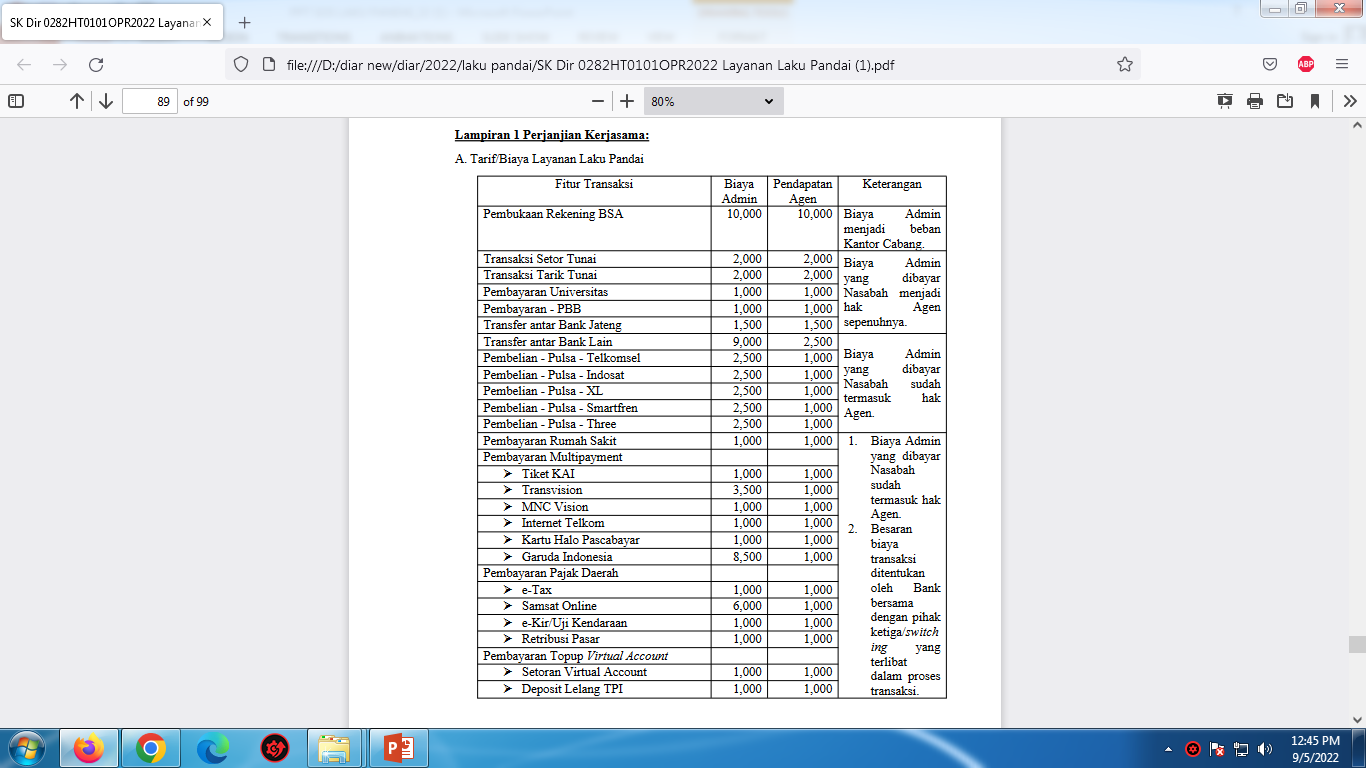 SK Dir 0282HT0101OPR2022 Layanan
file:///D:/diar new/diar/2022/laku pandai/SK Dir 0282HT0101OPR2022 Layanan Laku Pandai (1).pdf
ABP
89 of 99
80%
Lampiran 1 Perjanjian Kerjasama:
A. Tarif/Biaya Layanan Laku Pandai
Fitur Transaksi Biaya Admin Pendapatan Agen Keterangan
Pembukaan Rekening BSA 10,000 10,000
Biaya Admin
menjadi beban
Kantor Cabang.
Transaksi Setor Tunai 2,000 2,000
Transaksi Tarik Tunai 2,000 2,000
Pembayaran Universitas 1,000 1,000
Pembayaran - PBB 1,000 1,000
Transfer antar Bank Jateng 1,500 1,500
Biaya Admin
yang dibayar
Nasabah menjadi
hak Agen
sepenuhnya.
Transfer antar Bank Lain 9,000 2,500
Pembelian - Pulsa - Telkomsel 2,500 1,000
Pembelian - Pulsa - Indosat 2,500 1,000
Pembelian - Pulsa - XL 2,500 1,000
Pembelian - Pulsa - Smartfren 2,500 1,000
Pembelian - Pulsa - Three 2,500 1,000
Biaya Admin
yang dibayar
Nasabah sudah
termasuk hak
Agen.
Pembayaran Rumah Sakit 1,000 1,000
Pembayaran Multipayment
➢ Tiket KAI 1,000 1,000
➢ Transvision 3,500 1,000
➢ MNC Vision 1,000 1,000
➢ Internet Telkom 1,000 1,000
➢ Kartu Halo Pascabayar 1,000 1,000
➢ Garuda Indonesia 8,500 1,000
Pembayaran Pajak Daerah
➢ e-Tax 1,000 1,000
➢ Samsat Online 6,000 1,000
➢ e-Kir/Uji Kendaraan 1,000 1,000
➢ Retribusi Pasar 1,000 1,000
Pembayaran Topup Virtual Account
➢ Setoran Virtual Account 1,000 1,000
➢ Deposit Lelang TPI 1,000 1,000
1. Biaya Admin
yang dibayar
Nasabah
sudah
termasuk hak
Agen.
2. Besaran
biaya
transaksi
ditentukan
oleh Bank
bersama
dengan pihak
ketiga/switch
ing yang
terlibat
dalam proses
transaksi.
12:45 PM
9/5/2022